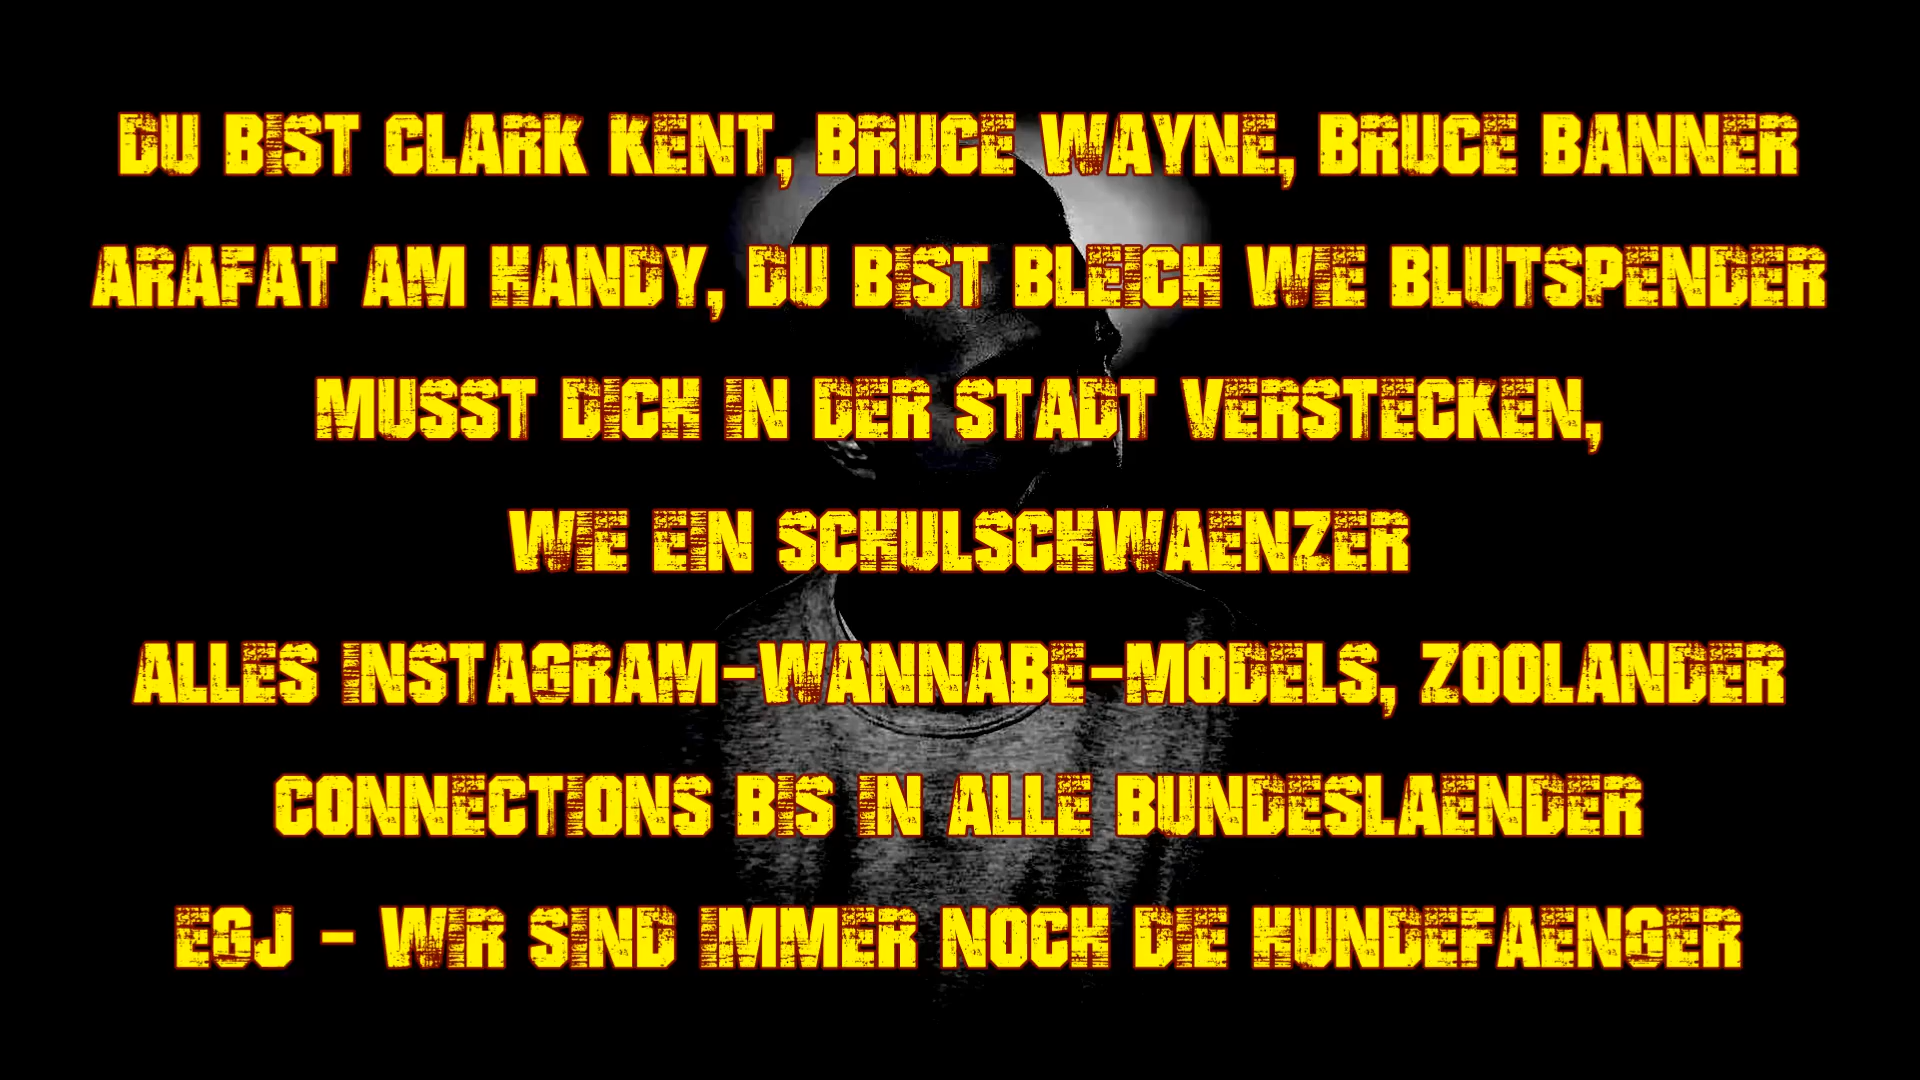 DU BIST CLARK KENT, BRUCE WAYNE, BRUCE BANNER
ARAFAT AM HANDY, DU BIST BLEICH WIE BLUTSPENDER
MUSST DICH IN DER STADT VERSTECKEN,
WIE EIN SCHULSCHWAENZER
ALLES INSTAGRAM-WANNABE-MODELS, ZOOLANDER
CONNECTIONS BIS IN ALLE BUNDESLAENDER
EGJ - WIR SIND IMMER NOCH DIE HUNDEFAENGER